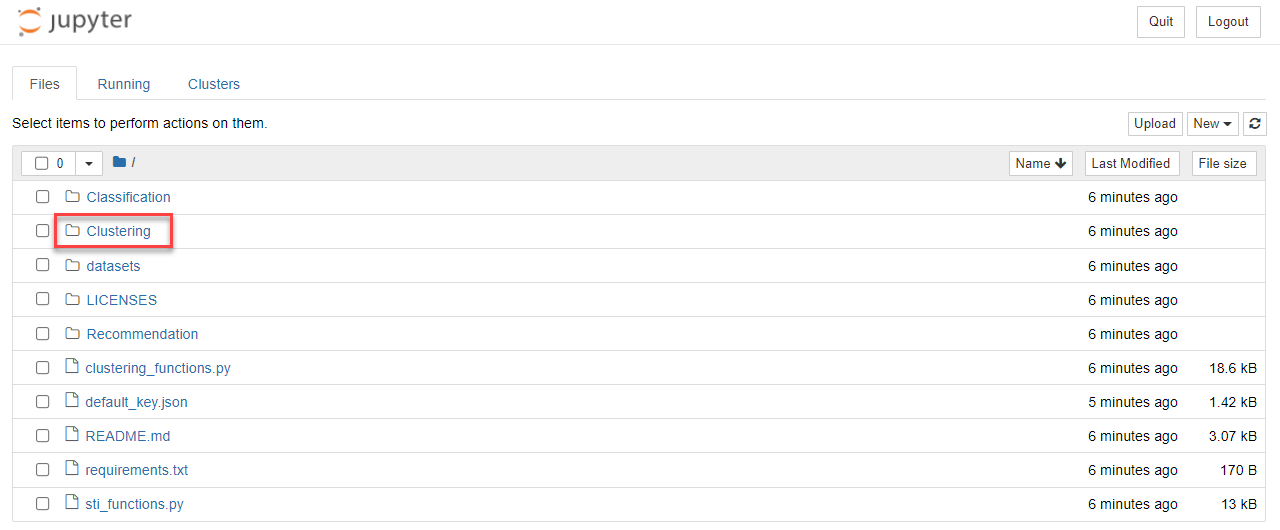 jupyter
Quit Logout
Files Running Clusters
Select items to perform actions on them.
Upload New
0 / Name Last Modified File size
Classification 6 minutes ago
Clustering 6 minutes ago
datasets 6 minutes ago
LICENSES 6 minutes ago
Recommendation 6 minutes ago
clustering_functions.py 6 minutes ago 18.6 kB
default_key.json 5 minutes ago 1.42 kB
README.md 6 minutes ago 3.07 kB
requirements.txt 6 minutes ago 170 B
sti_functions.py 6 minutes ago 13 kB